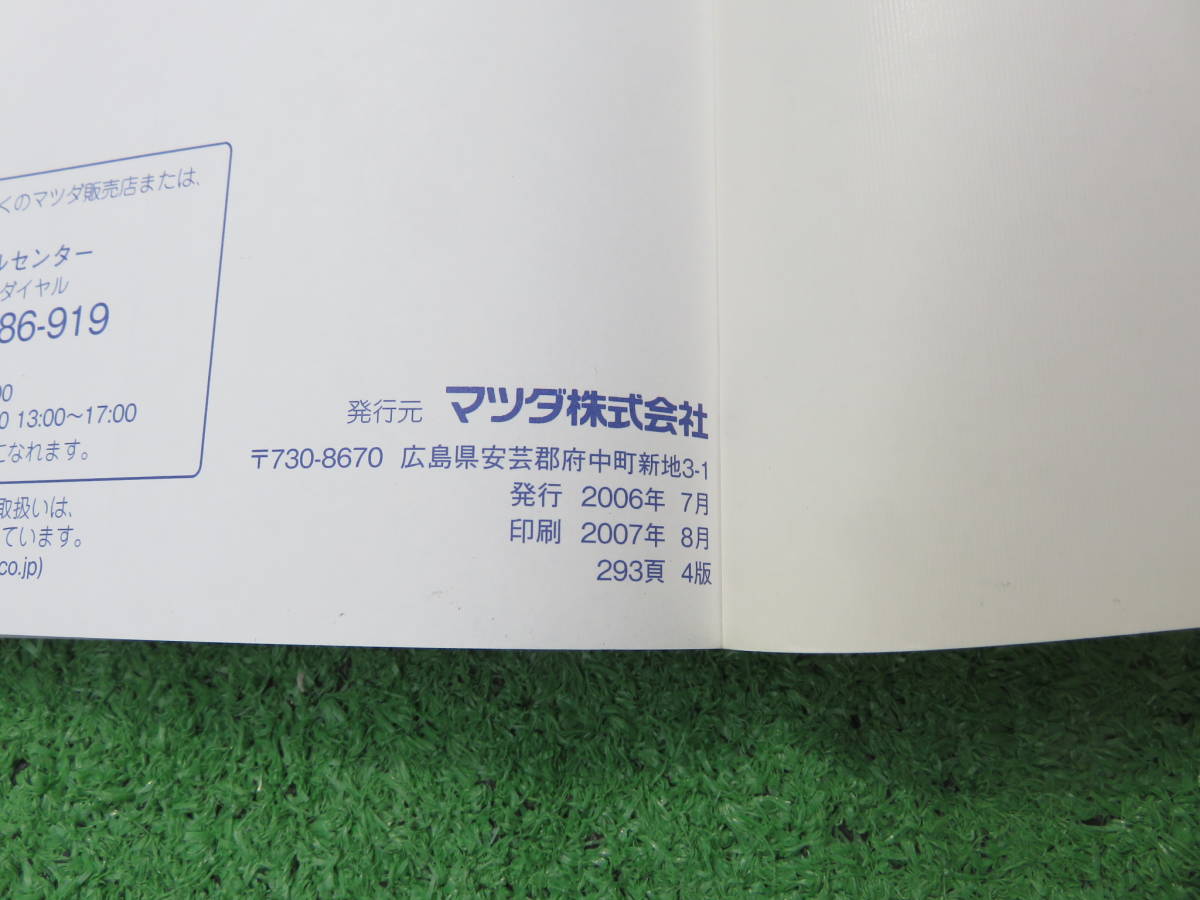 くのマツダ販売店または、
ルセンター
ダイヤル
86-919
00
0 13:00〜17:00
になれます。
取扱いは、
ています。
co.jp)
発行元 マツダ株式会社
〒730-8670 広島県安芸郡府中町新地3-1
発行 2006年 7月
印刷 2007年 8月
293頁 4版